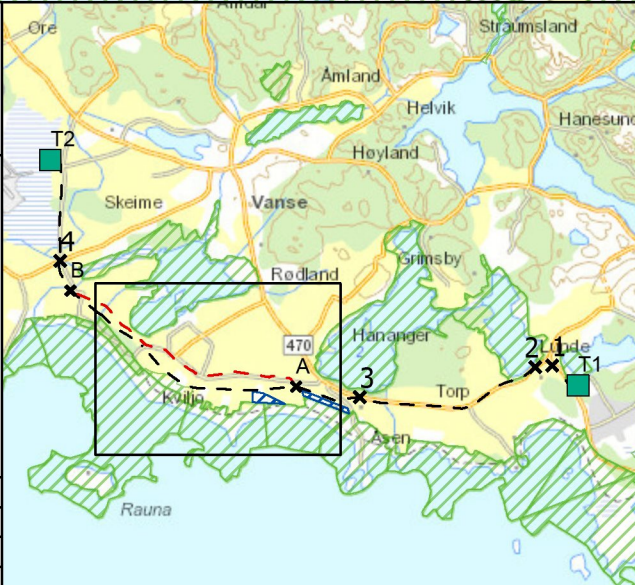 Ore
Straumsland
Åmland
Helvik
Hanesund
T2
Høyland
Skeime
Vanse
4
Grimsby
B
Rødland
Hananger
470
Lunde
2
1
A
T1
3
Torp
Kviljo
Åsen
Rauna